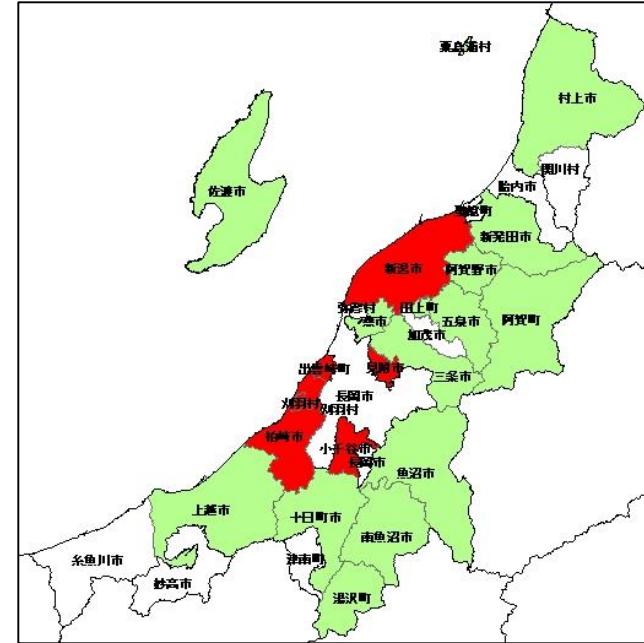 粟島浦村
村上市
関川村
胎内市
佐渡市
聖籠町
新発田市
新潟市
阿賀野市
弥彦村
田上町
燕市
五泉市
阿賀町
加茂市
出雲崎町
見附市
三条市
長岡市
刈羽村
刈羽村
柏崎市
小千谷市
長岡市
魚沼市
上越市
十日町市
南魚沼市
糸魚川市
津南町
妙高市
湯沢町